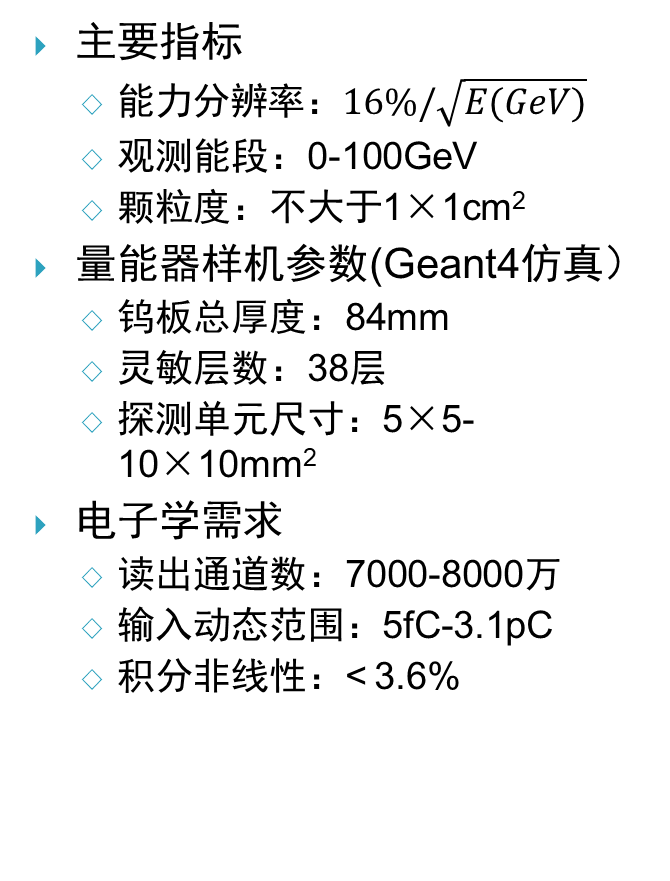 主要指标
能力分辨率：16%/√E(GeV)
观测能段：0-100GeV
颗粒度：不大于1×1cm²
量能器样机参数(Geant4仿真）
钨板总厚度：84mm
灵敏层数：38层
探测单元尺寸：5×5-
10×10mm²
电子学需求
读出通道数：7000-8000万
输入动态范围：5fC-3.1pC
积分非线性：< 3.6%